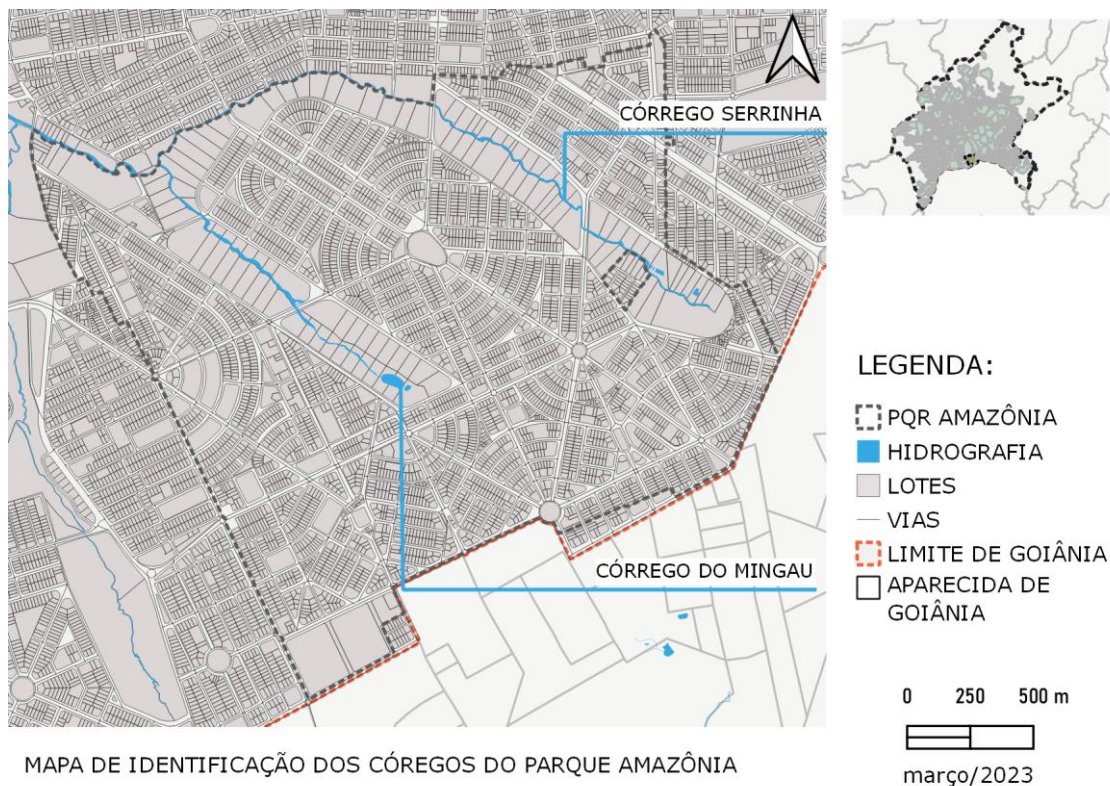 CÓRREGO SERRINHA
CÓRREGO DO MINGAU
LEGENDA:
PQR AMAZÔNIA
HIDROGRAFIA
LOTES
VIAS
LIMITE DE GOIÂNIA
APARECIDA DE
GOIÂNIA
0 250 500 m
março/2023
MAPA DE IDENTIFICAÇÃO DOS CÓREGOS DO PARQUE AMAZÔNIA